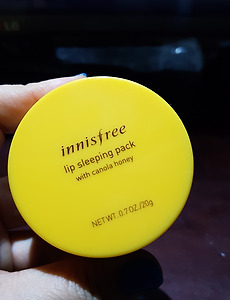 innisfree
lip sleeping pack
with canola honey
NET WT. 0.7 OZ./20g